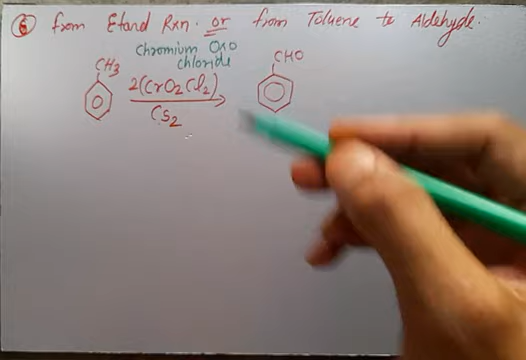 ⑥ from Etard Rxn. or from Toluene to Aldehyde.
Chromium Oxo
chloride
CH3 2(CrO2Cl2) CHO
CS2